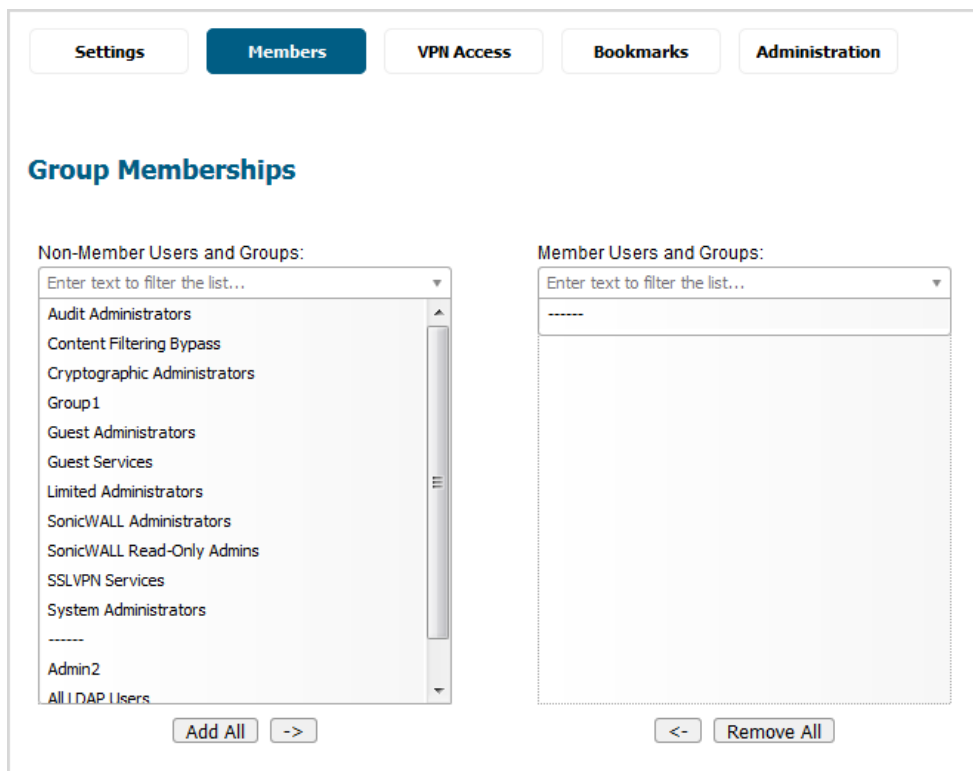 Settings Members VPN Access Bookmarks Administration
Group Memberships
Non-Member Users and Groups:
Enter text to filter the list...
Audit Administrators
Content Filtering Bypass
Cryptographic Administrators
Group1
Guest Administrators
Guest Services
Limited Administrators
SonicWALL Administrators
SonicWALL Read-Only Admins
SSLVPN Services
System Administrators
------
Admin2
All LDAP Users
Add All ->
Member Users and Groups:
Enter text to filter the list...
------
<- Remove All